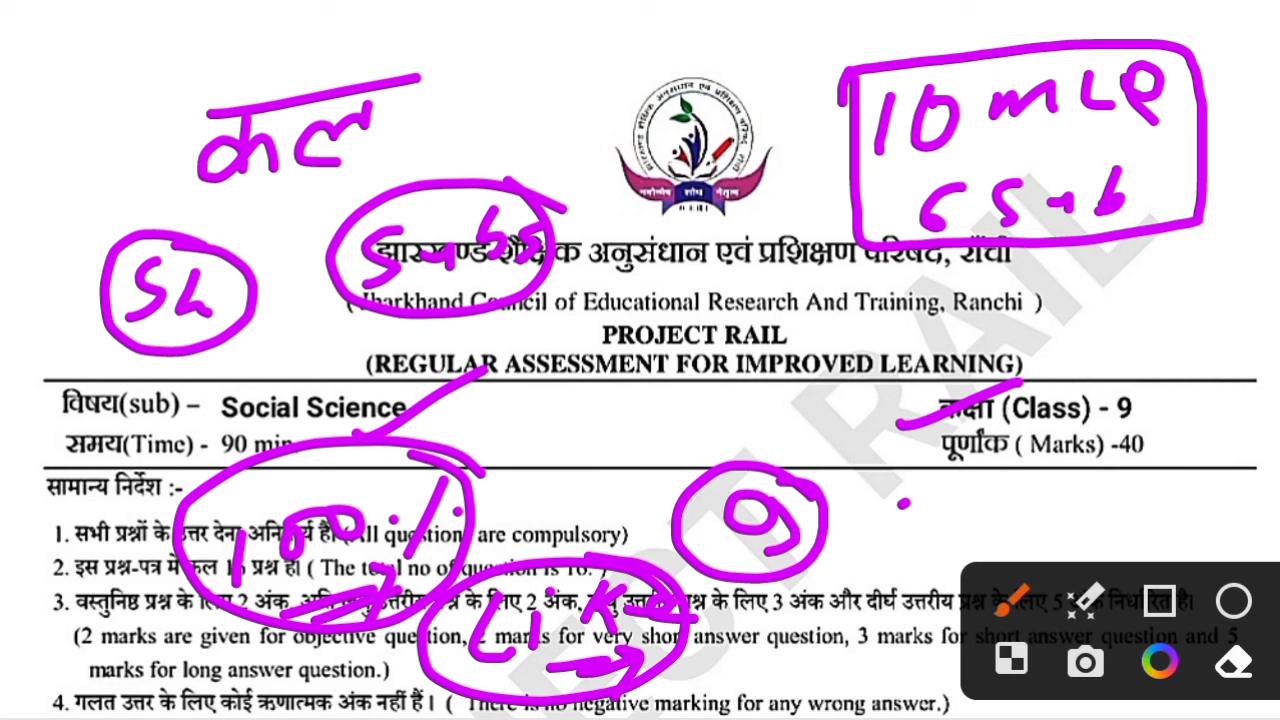 कल
10 MCQ
6 Sub
Sub
SL
झारखण्ड शैक्षिक अनुसंधान एवं प्रशिक्षण परिषद, राँची
( Jharkhand Council of Educational Research And Training, Ranchi )
PROJECT RAIL
(REGULAR ASSESSMENT FOR IMPROVED LEARNING)
विषय(sub) – Social Science कक्षा (Class) - 9
समय(Time) - 90 min. पूर्णांक ( Marks) -40
सामान्य निर्देश :-
100%
9
1. सभी प्रश्नों के उत्तर देना अनिवार्य है। (All question are compulsory)
2. इस प्रश्न-पत्र में कुल 16 प्रश्न हैं। ( The total no of question is 16. )
Like
3. वस्तुनिष्ठ प्रश्न के लिए 2 अंक, उत्तरीय प्रश्न के लिए 2 अंक, लघु उत्तरीय प्रश्न के लिए 3 अंक और दीर्घ उत्तरीय प्रश्न के लिए 5 अंक निर्धारित है।
(2 marks are given for objective question, 2 marks for very short answer question, 3 marks for short answer question and 5
marks for long answer question.)
4. गलत उत्तर के लिए कोई ऋणात्मक अंक नहीं हैं। ( There is no negative marking for any wrong answer.)